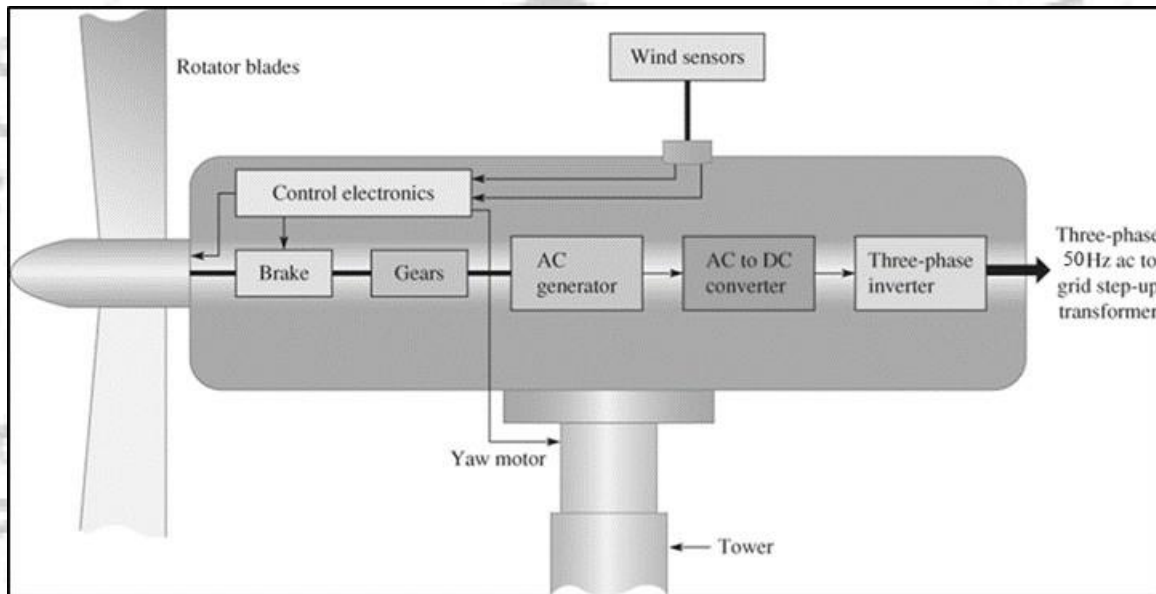 Rotator blades
Wind sensors
Control electronics
Brake
Gears
AC
generator
AC to DC
converter
Three-phase
inverter
Three-phase
50Hz ac to
grid step-up
transformer
Yaw motor
Tower